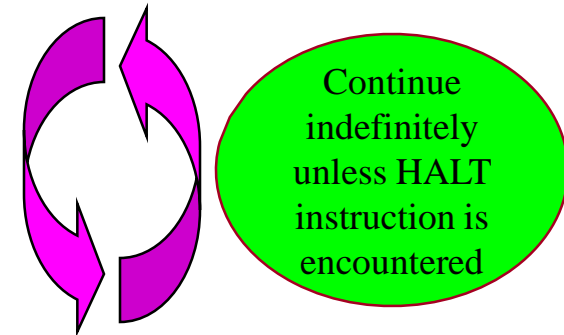 Continue
indefinitely
unless HALT
instruction is
encountered